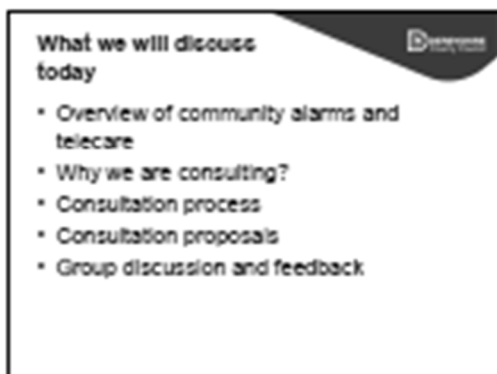 What we will discuss
today
• Overview of community alarms and
telecare
• Why we are consulting?
• Consultation process
• Consultation proposals
• Group discussion and feedback